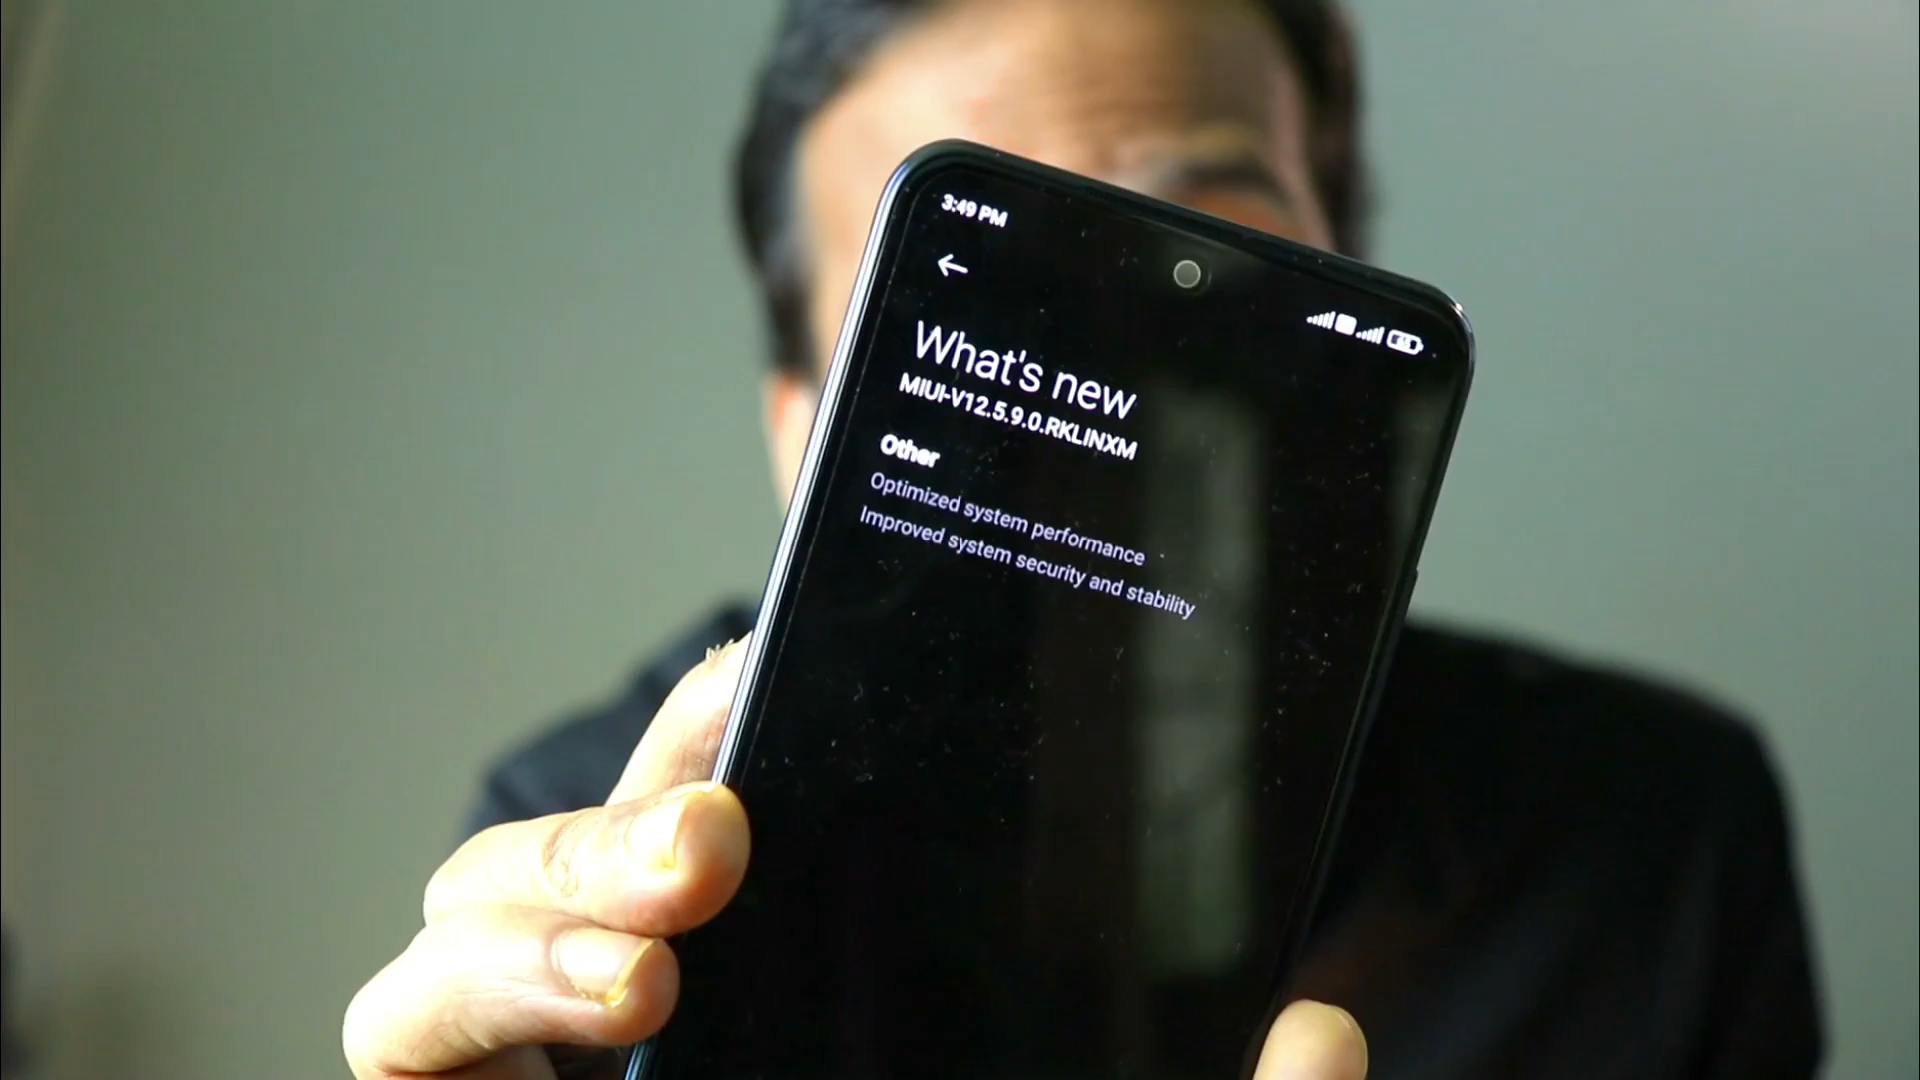 3:49 PM
What's new
MIUI-V12.5.9.0.RKLINXM
Other
Optimized system performance
Improved system security and stability